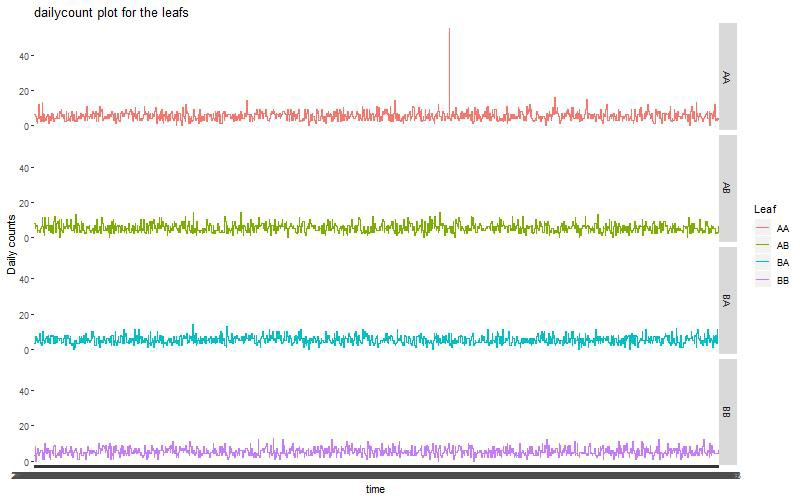 dailycount plot for the leafs
40
20
0
AA
40
20
0
AB
Daily counts
40
20
0
BA
40
20
0
BB
time
Leaf
AA
AB
BA
BB